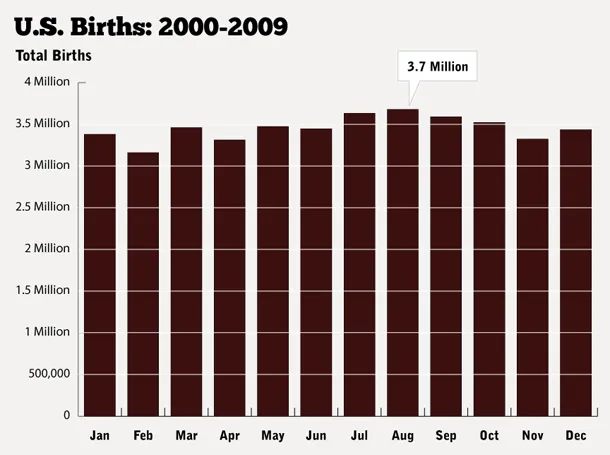 U.S. Births: 2000-2009
Total Births
3.7 Million
4 Million
3.5 Million
3 Million
2.5 Million
2 Million
1.5 Million
1 Million
500,000
0
Jan Feb Mar Apr May Jun Jul Aug Sep Oct Nov Dec